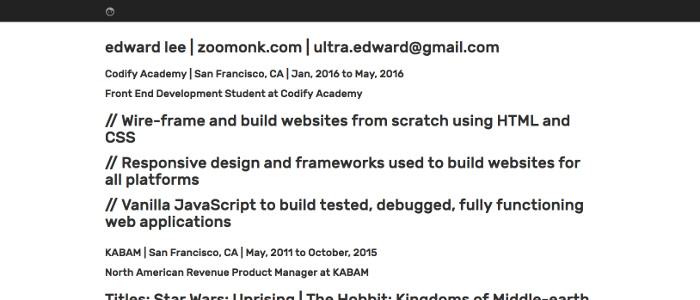 edward lee | zoomonk.com | ultra.edward@gmail.com
Codify Academy | San Francisco, CA | Jan, 2016 to May, 2016
Front End Development Student at Codify Academy
// Wire-frame and build websites from scratch using HTML and
CSS
// Responsive design and frameworks used to build websites for
all platforms
// Vanilla JavaScript to build tested, debugged, fully functioning
web applications
KABAM | San Francisco, CA | May, 2011 to October, 2015
North American Revenue Product Manager at KABAM
Titles: Star Wars: Uprising | The Hobbit: Kingdoms of Middle-earth